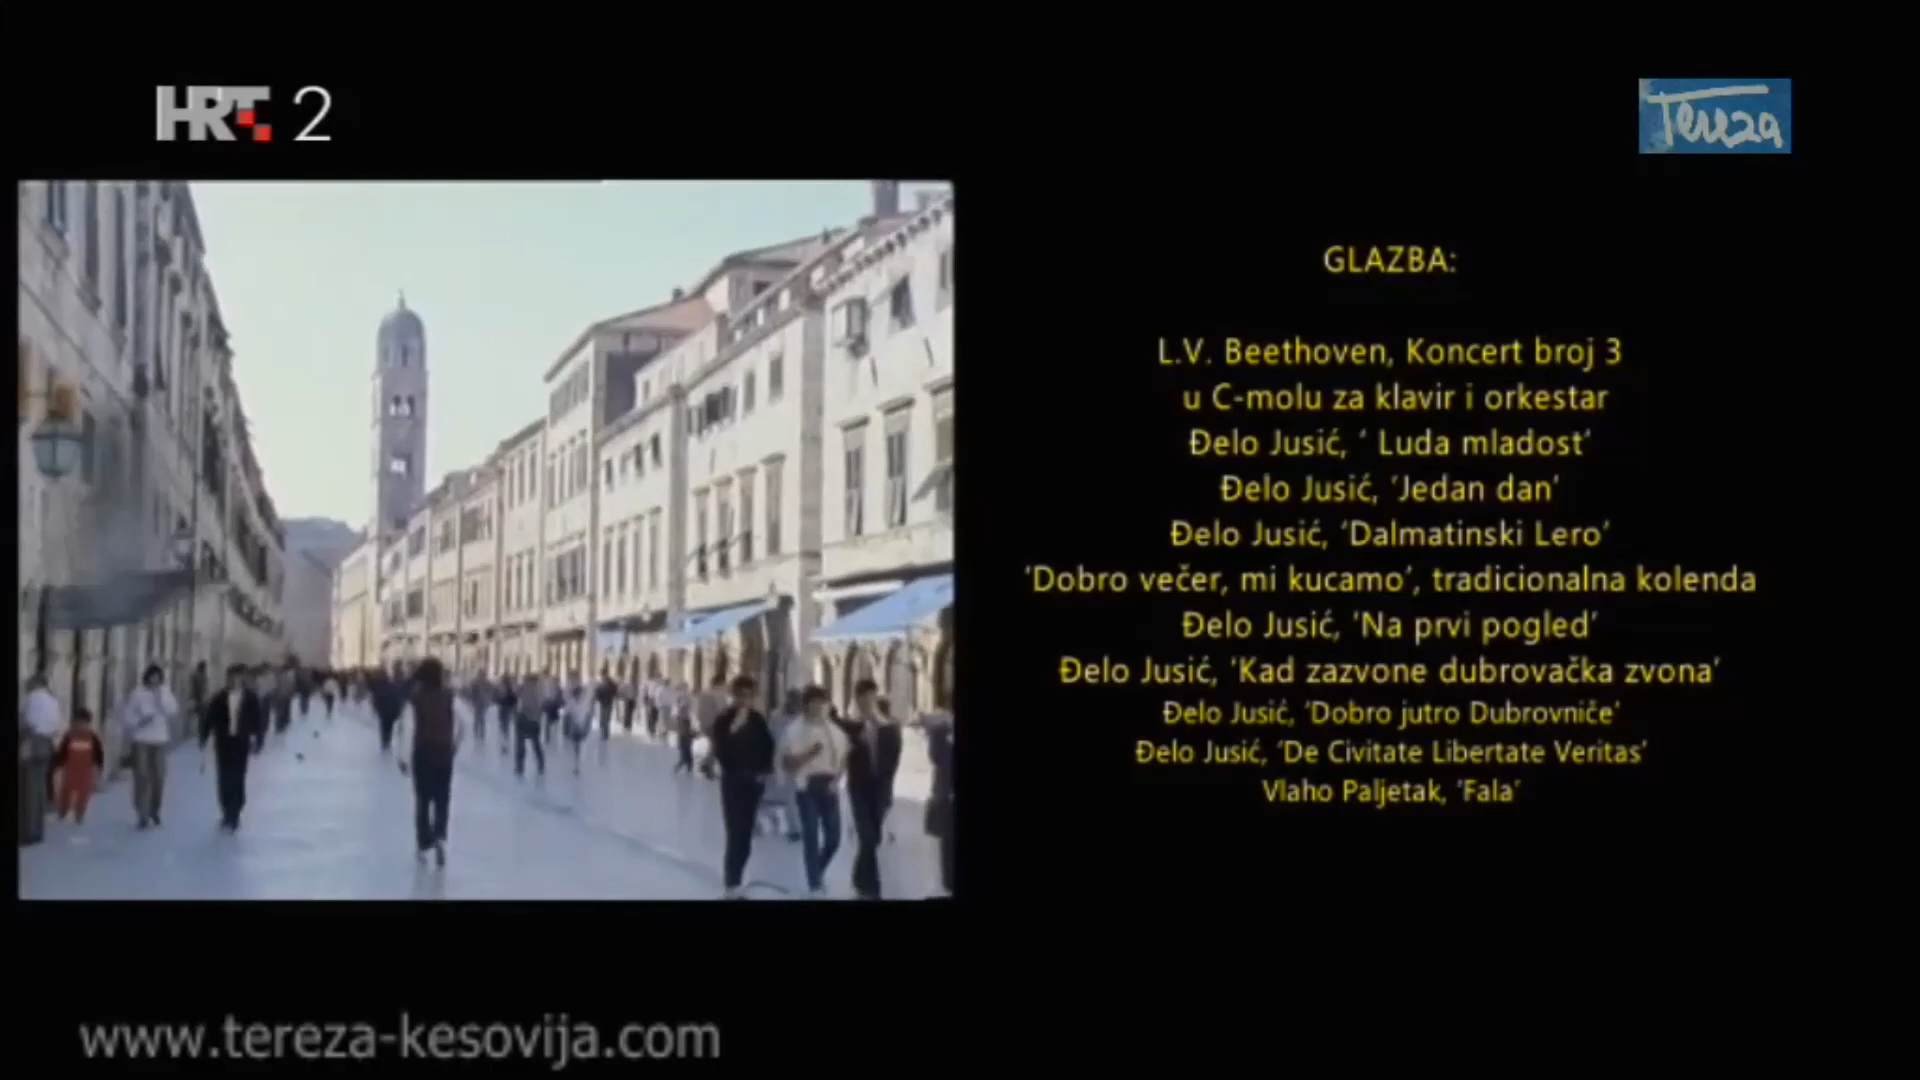 HRT 2
Tereza
GLAZBA:
L.V. Beethoven, Koncert broj 3
u C-molu za klavir i orkestar
Đelo Jusić, ‘ Luda mladost’
Đelo Jusić, ‘Jedan dan’
Đelo Jusić, ‘Dalmatinski Lero’
‘Dobro večer, mi kucamo’, tradicionalna kolenda
Đelo Jusić, ‘Na prvi pogled’
Đelo Jusić, ‘Kad zazvone dubrovačka zvona’
Đelo Jusić, ‘Dobro jutro Dubrovniče’
Đelo Jusić, ‘De Civitate Libertate Veritas’
Vlaho Paljetak, ‘Fala’
www.tereza-kesovija.com